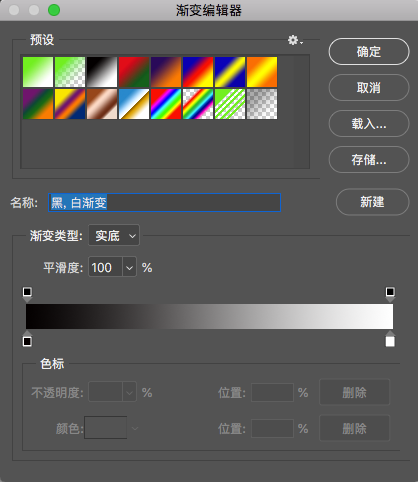 渐变编辑器
预设
确定
取消
载入...
存储...
名称: 黑, 白渐变
新建
渐变类型: 实底
平滑度: 100 %
色标
不透明度: % 位置: % 删除
颜色: 位置: % 删除